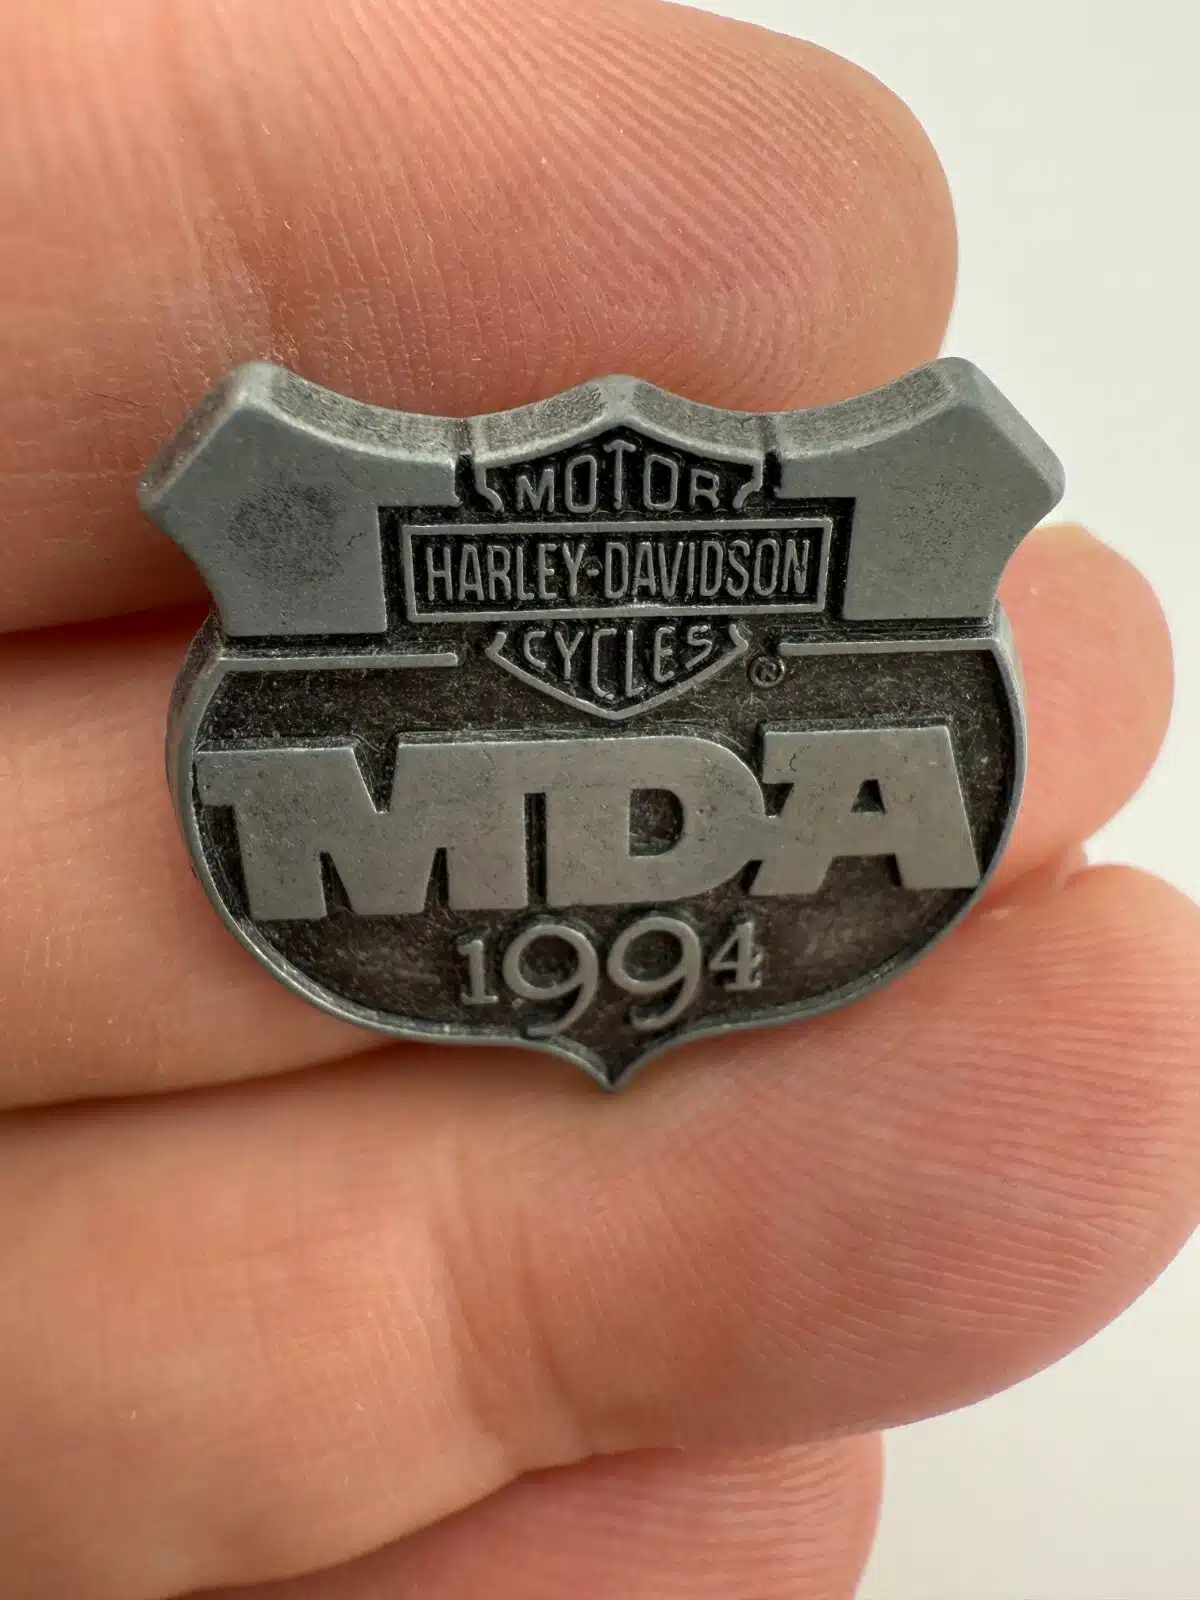 MOTOR
HARLEY-DAVIDSON
CYCLES ®
MDA
1994